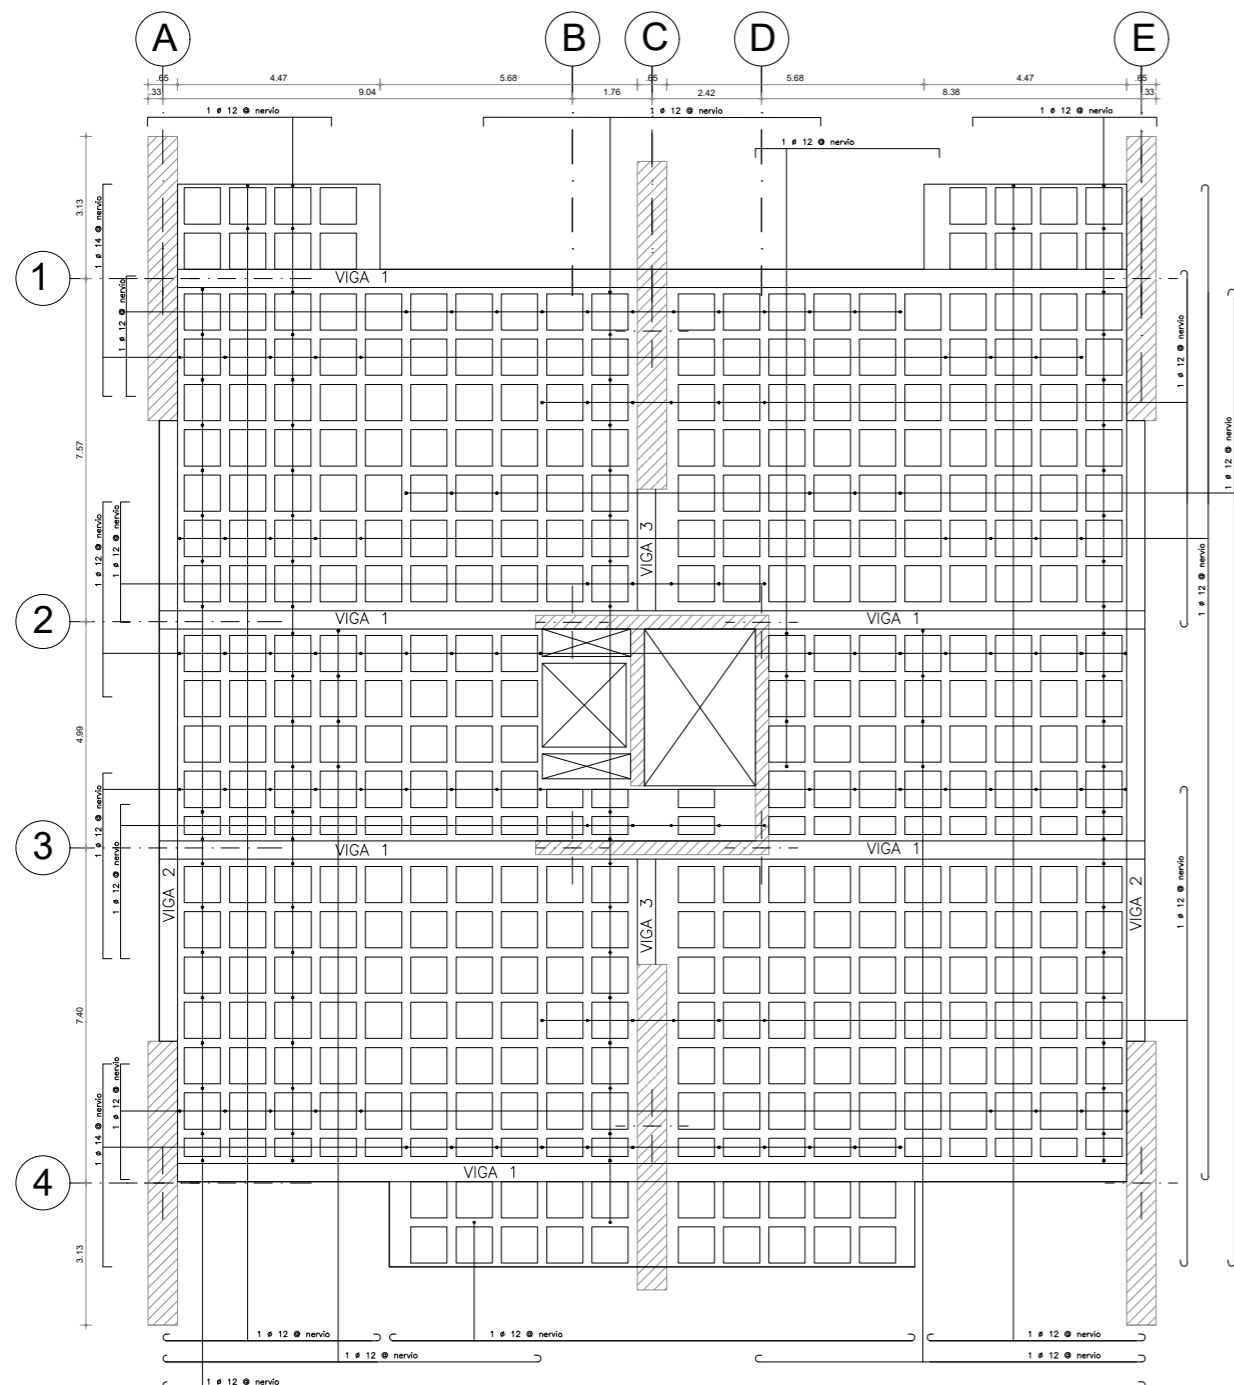 A B C D E
.65 4.47 5.68 .65 5.68 4.47 .65
.33 9.04 1.76 2.42 8.38 .33
1 ø 12 @ nervio
1 ø 12 @ nervio
1 ø 12 @ nervio
1 ø 12 @ nervio
3.13
1 ø 14 @ nervio
1
VIGA 1
1 ø 12 @ nervio
1 ø 12 @ nervio
7.57
1 ø 12 @ nervio
1 ø 12 @ nervio
1 ø 12 @ nervio
VIGA 3
1 ø 12 @ nervio
1 ø 12 @ nervio
2
VIGA 1
VIGA 1
4.99
1 ø 12 @ nervio
3
VIGA 1
VIGA 1
1 ø 12 @ nervio
VIGA 2
VIGA 3
VIGA 2
1 ø 12 @ nervio
7.40
1 ø 14 @ nervio
1 ø 12 @ nervio
4
VIGA 1
3.13
1 ø 12 @ nervio
1 ø 12 @ nervio
1 ø 12 @ nervio
1 ø 12 @ nervio
1 ø 12 @ nervio
1 ø 12 @ nervio